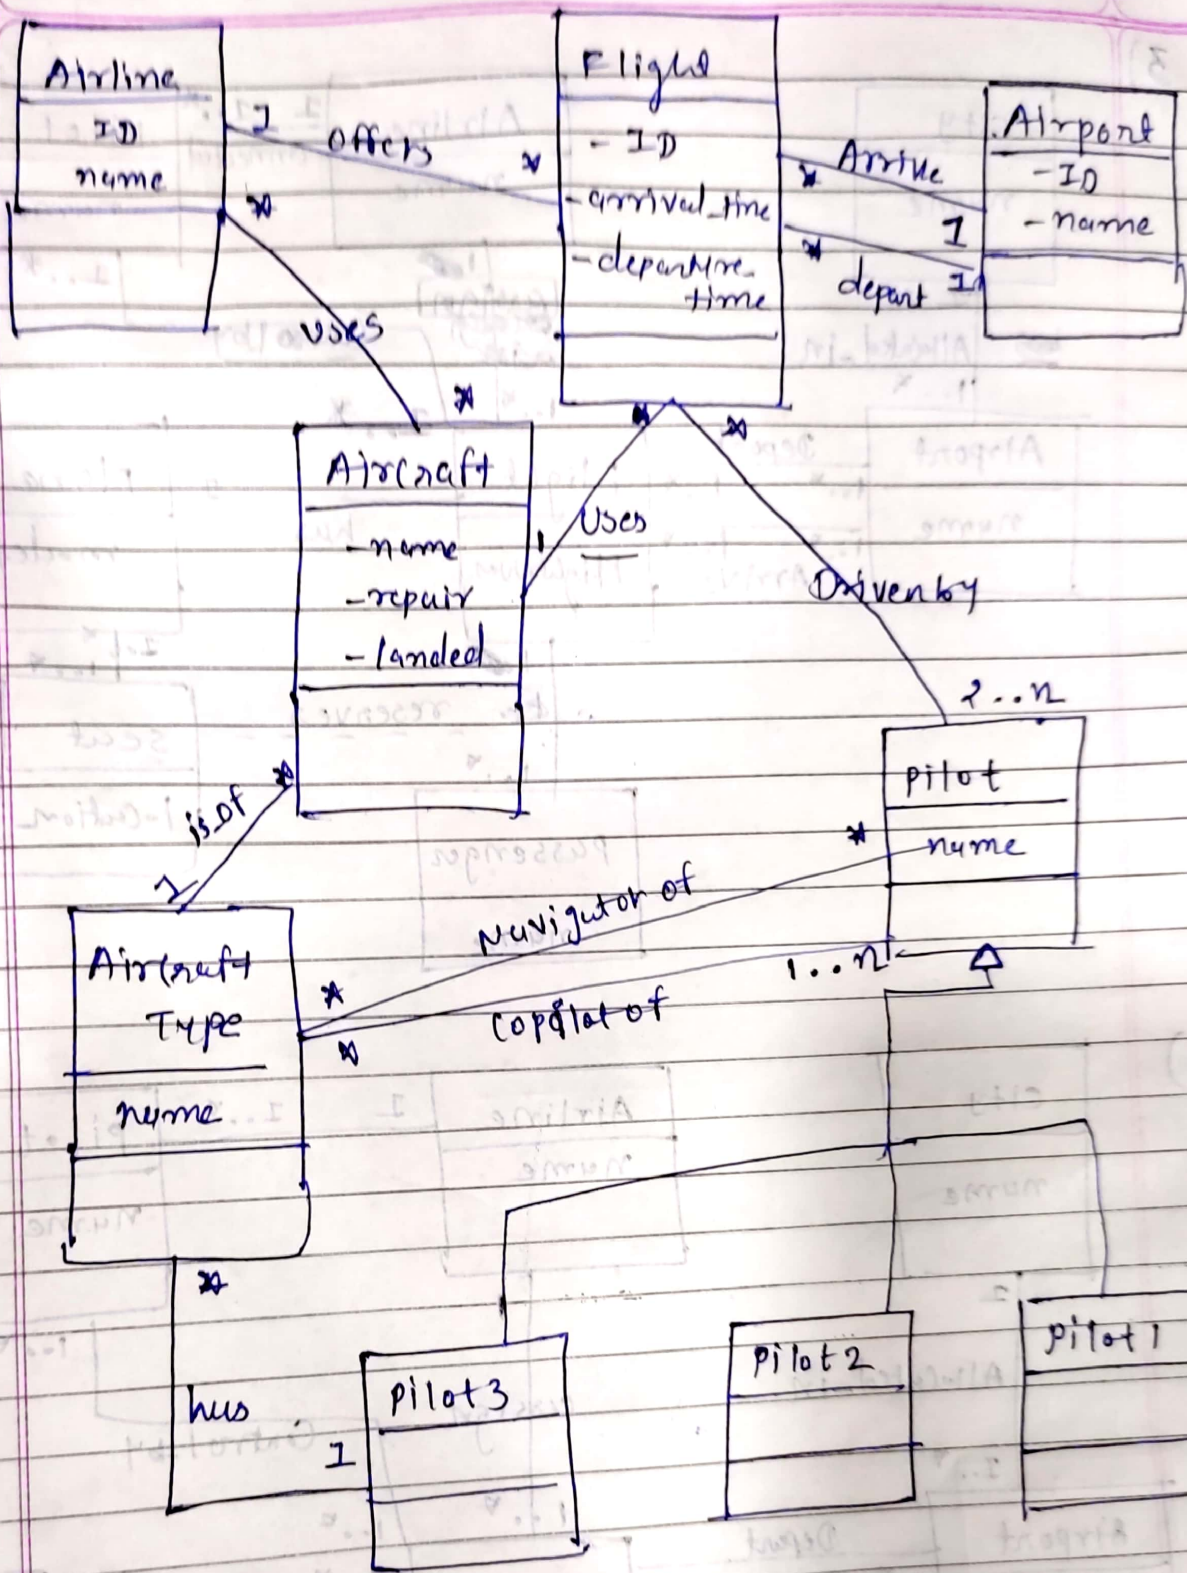 Airline
ID
name
1
offers
*
*
Flight
- ID
- arrival_time
- departure
time
Arrive
*
1
*
depart
1
Airport
- ID
- name
uses
*
Aircraft
- name
- repair
- landed
*
*
1
Uses
Driven by
2..n
pilot
name
*
is_of
*
1
Aircraft
Type
name
Navigator of
*
1..n
copilot of
*
*
has
1
pilot 3
pilot 2
pilot 1